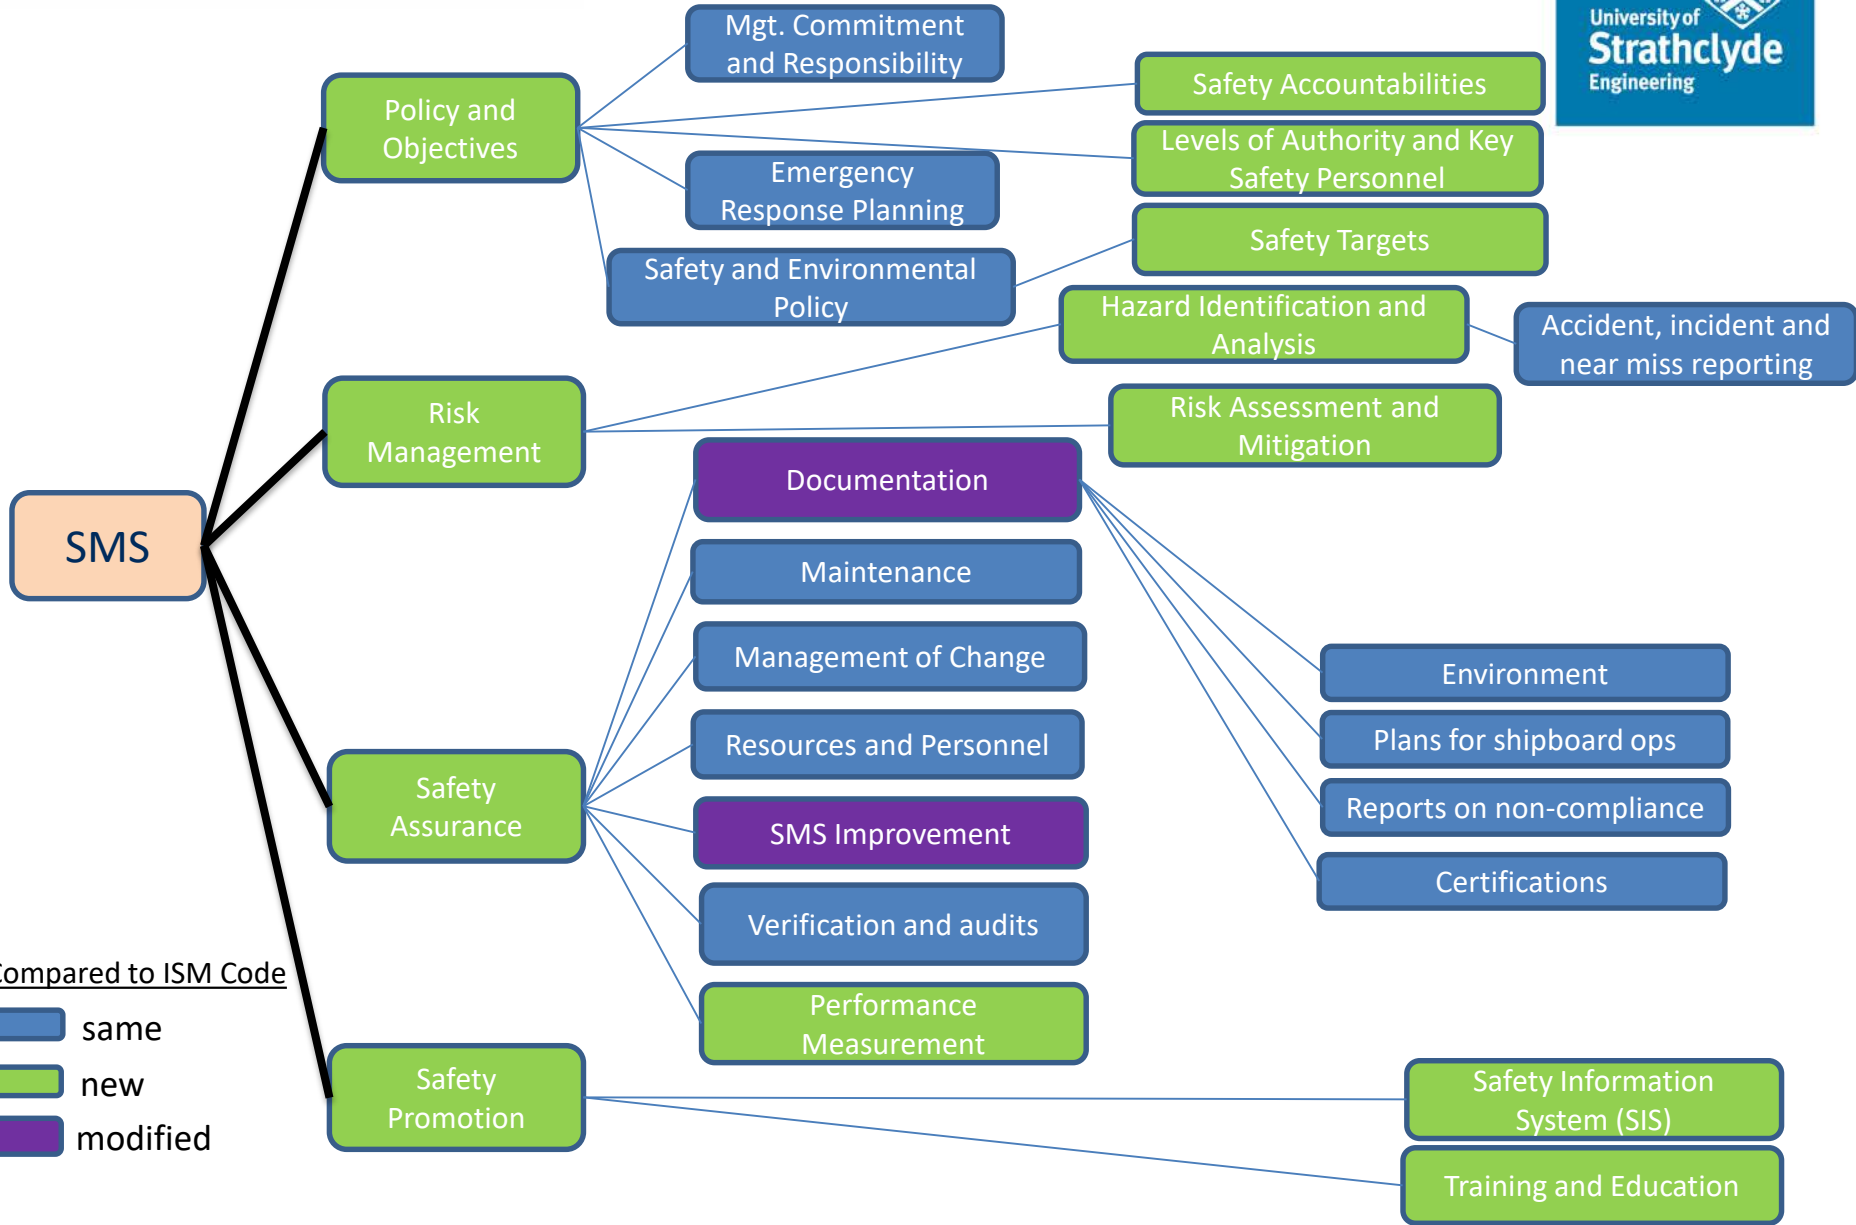 University of
Strathclyde
Engineering
Mgt. Commitment
and Responsibility
Safety Accountabilities
Policy and
Objectives
Levels of Authority and Key
Safety Personnel
Emergency
Response Planning
Safety Targets
Safety and Environmental
Policy
Hazard Identification and
Analysis
Accident, incident and
near miss reporting
Risk
Management
Risk Assessment and
Mitigation
Documentation
SMS
Maintenance
Management of Change
Environment
Plans for shipboard ops
Resources and Personnel
Safety
Assurance
Reports on non-compliance
SMS Improvement
Certifications
Verification and audits
Compared to ISM Code
same
new
modified
Performance
Measurement
Safety
Promotion
Safety Information
System (SIS)
Training and Education